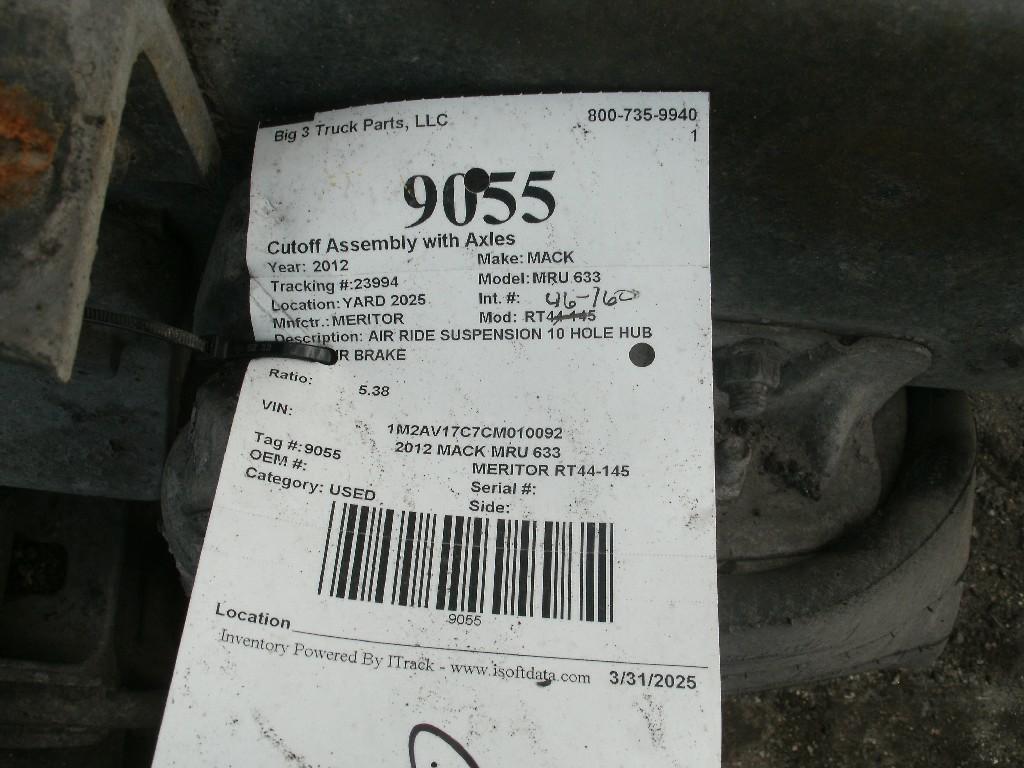 Big 3 Truck Parts, LLC 800-735-9940
1
9055
Cutoff Assembly with Axles
Year: 2012 Make: MACK
Tracking #:23994 Model: MRU 633
Location: YARD 2025 Int. #: 46-160
Mnfctr.: MERITOR Mod: RT44-145
Description: AIR RIDE SUSPENSION 10 HOLE HUB
BRAKE
Ratio: 5.38
VIN:
1M2AV17C7CM010092
Tag #:9055 2012 MACK MRU 633
OEM #: MERITOR RT44-145
Category: USED Serial #:
Side:
9055
Location
Inventory Powered By ITrack - www.isoftdata.com 3/31/2025